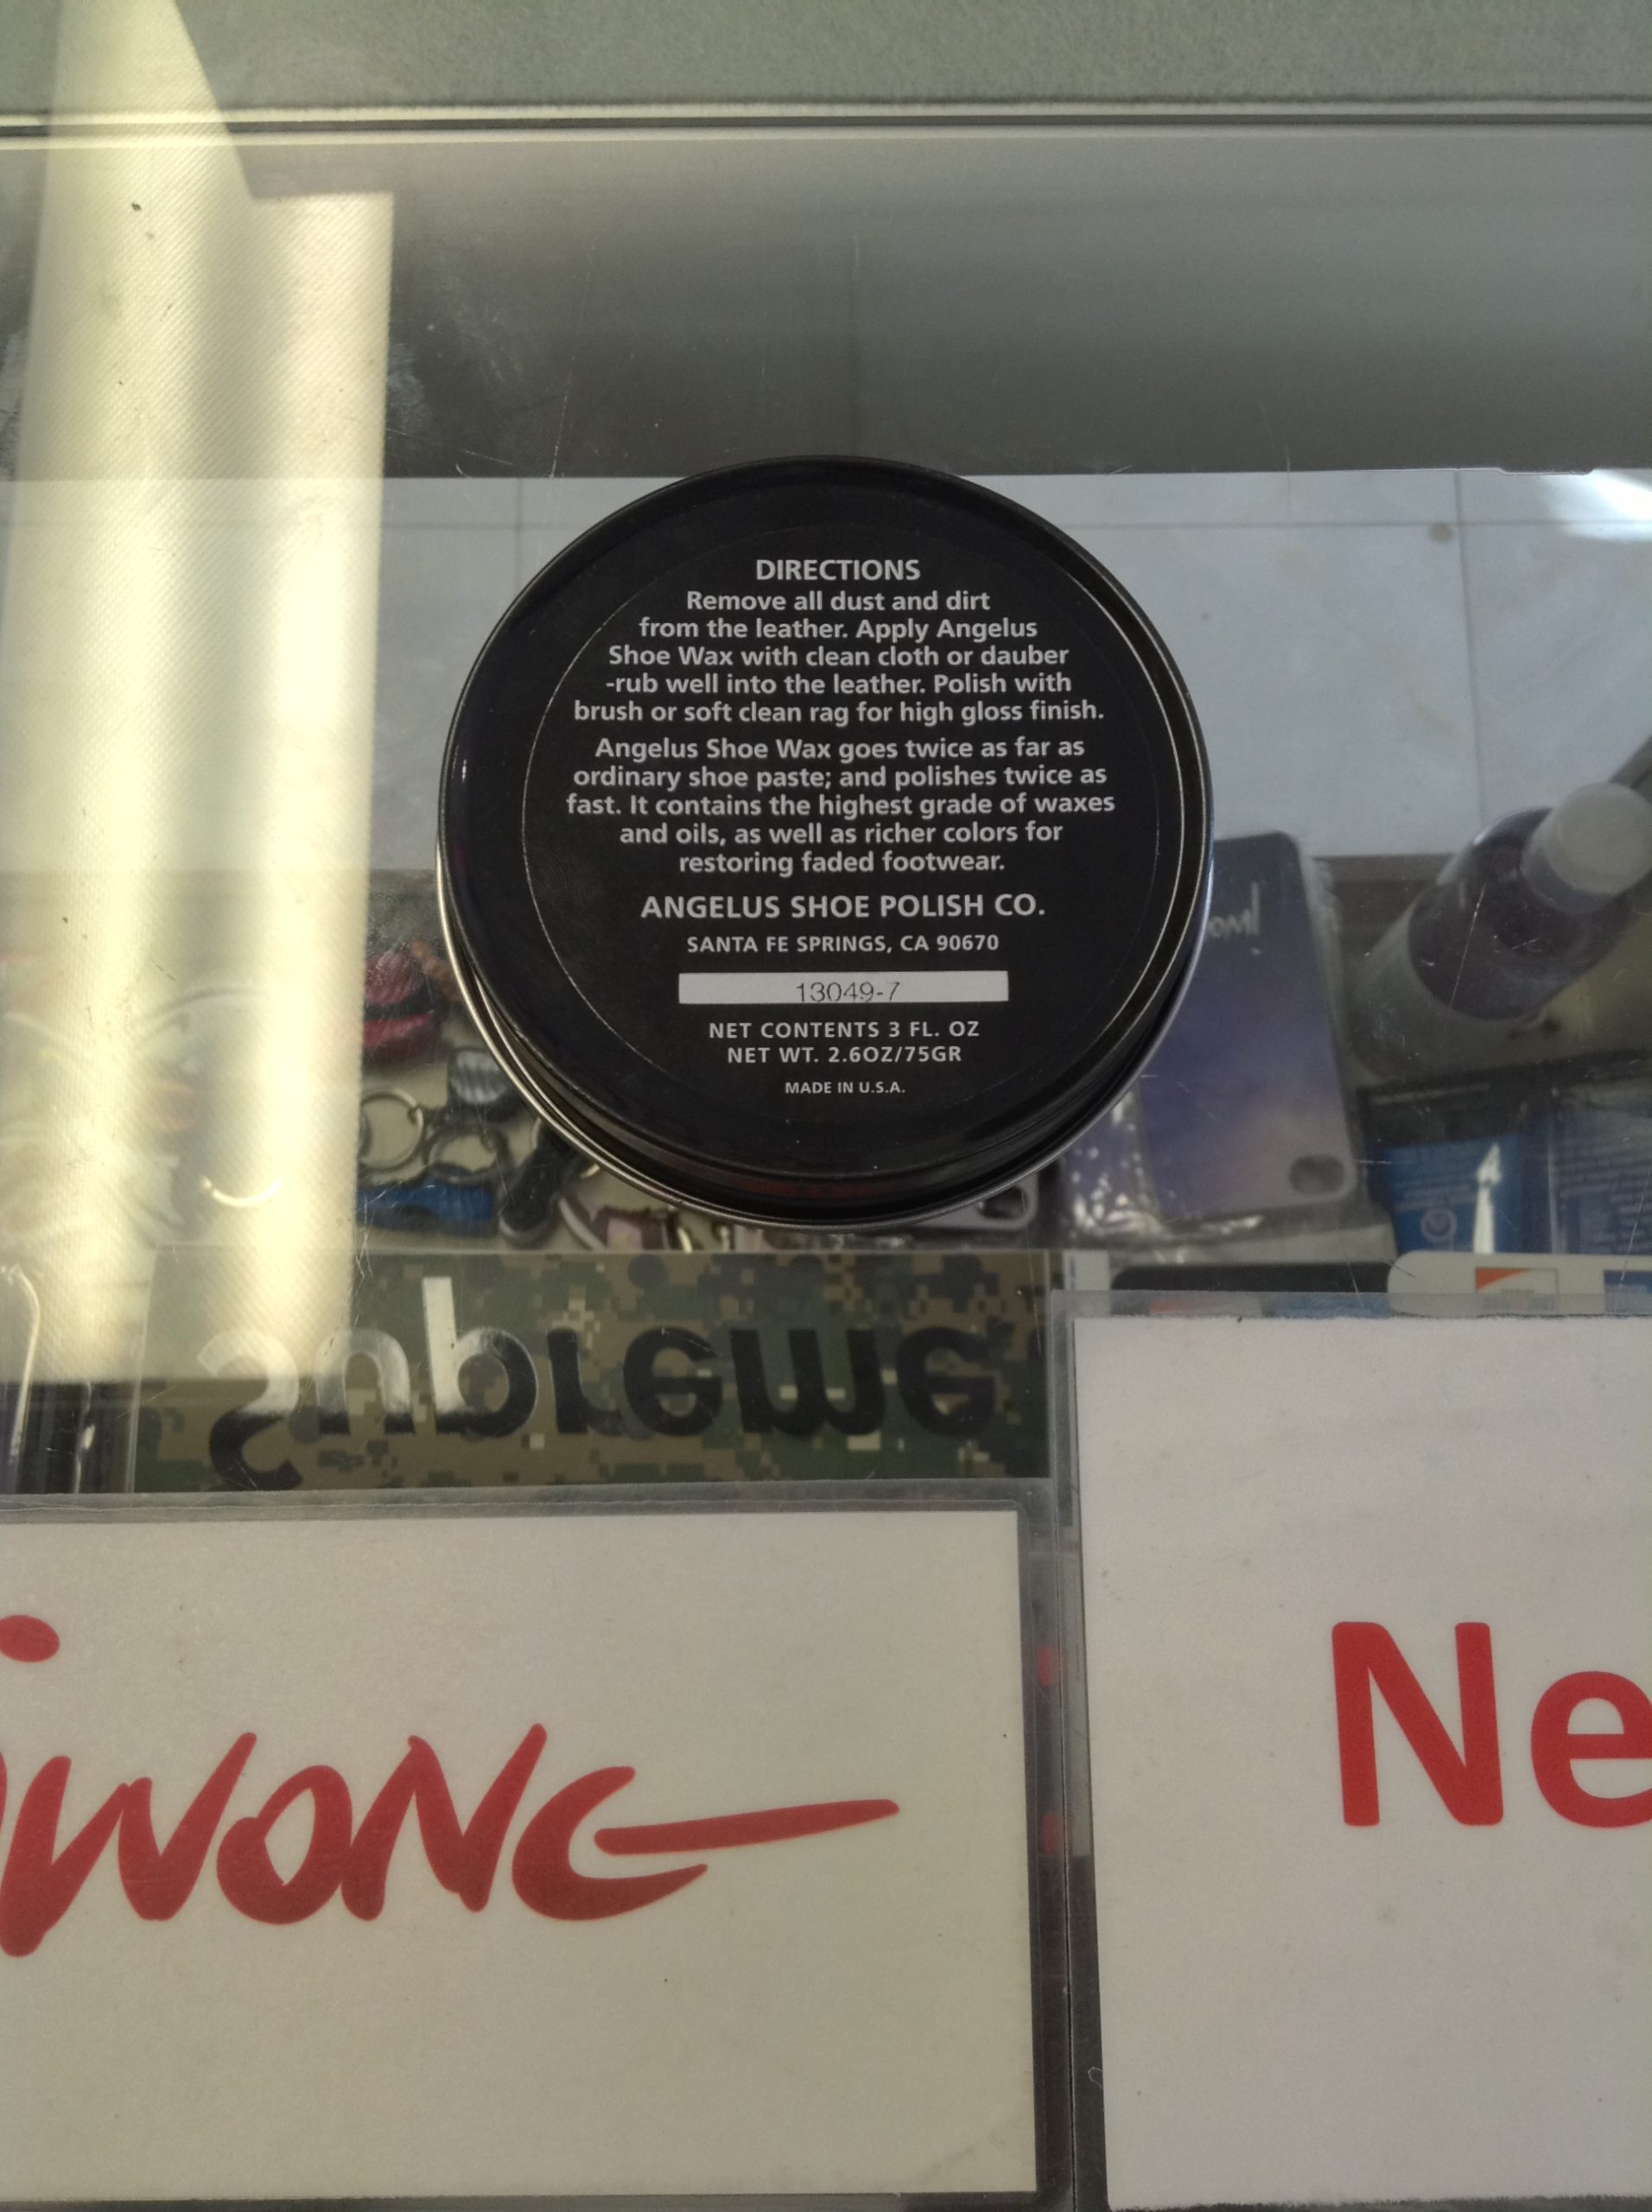 DIRECTIONS
Remove all dust and dirt
from the leather. Apply Angelus
Shoe Wax with clean cloth or dauber
-rub well into the leather. Polish with
brush or soft clean rag for high gloss finish.
Angelus Shoe Wax goes twice as far as
ordinary shoe paste; and polishes twice as
fast. It contains the highest grade of waxes
and oils, as well as richer colors for
restoring faded footwear.
ANGELUS SHOE POLISH CO.
SANTA FE SPRINGS, CA 90670
13049-7
NET CONTENTS 3 FL. OZ
NET WT. 2.6OZ/75GR
MADE IN U.S.A.
Supreme
WONG
Ne